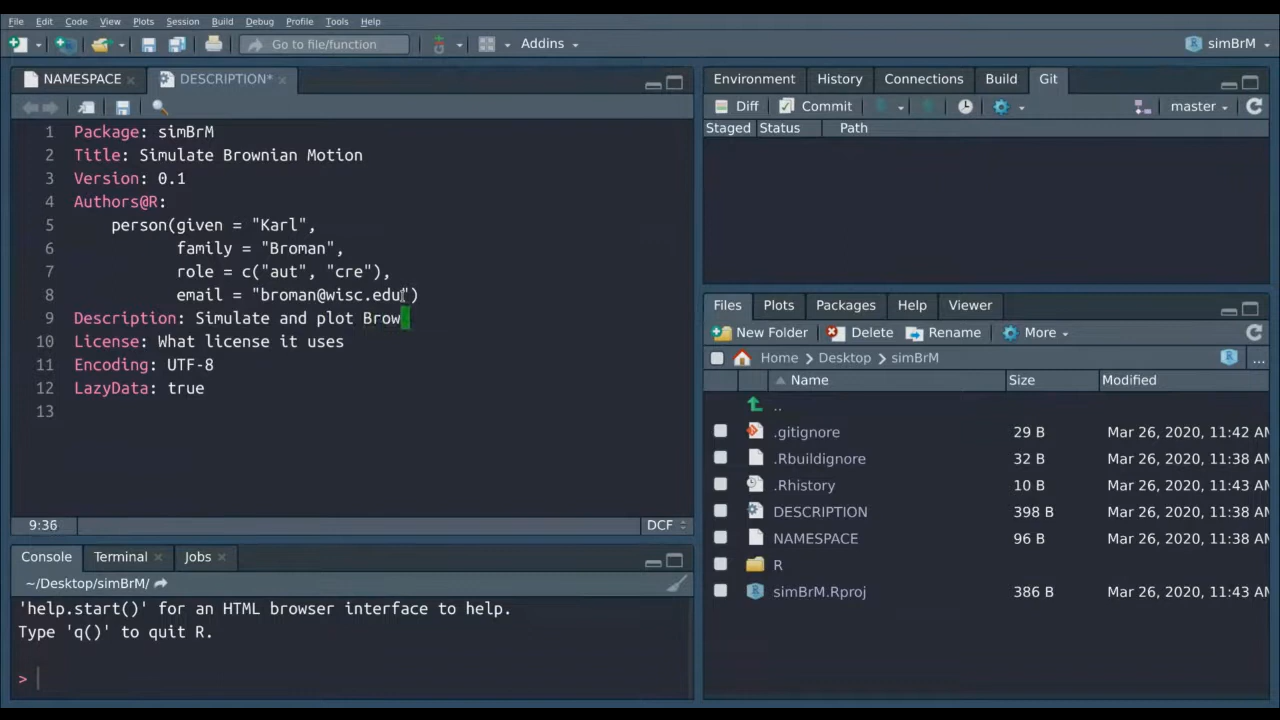 File Edit Code View Plots Session Build Debug Profile Tools Help
Go to file/function Addins simBrM
NAMESPACE DESCRIPTION*
1 Package: simBrM
2 Title: Simulate Brownian Motion
3 Version: 0.1
4 Authors@R:
5 person(given = "Karl",
6 family = "Broman",
7 role = c("aut", "cre"),
8 email = "broman@wisc.edu")
9 Description: Simulate and plot Brow
10 License: What license it uses
11 Encoding: UTF-8
12 LazyData: true
13
9:36 DCF
Console Terminal Jobs
~/Desktop/simBrM/
'help.start()' for an HTML browser interface to help.
Type 'q()' to quit R.
>
Environment History Connections Build Git
Diff Commit master
Staged Status Path
Files Plots Packages Help Viewer
New Folder Delete Rename More
Home Desktop simBrM ...
Name Size Modified
..
.gitignore 29 B Mar 26, 2020, 11:42 AM
.Rbuildignore 32 B Mar 26, 2020, 11:38 AM
.Rhistory 10 B Mar 26, 2020, 11:43 AM
DESCRIPTION 398 B Mar 26, 2020, 11:38 AM
NAMESPACE 96 B Mar 26, 2020, 11:38 AM
R
simBrM.Rproj 386 B Mar 26, 2020, 11:43 AM